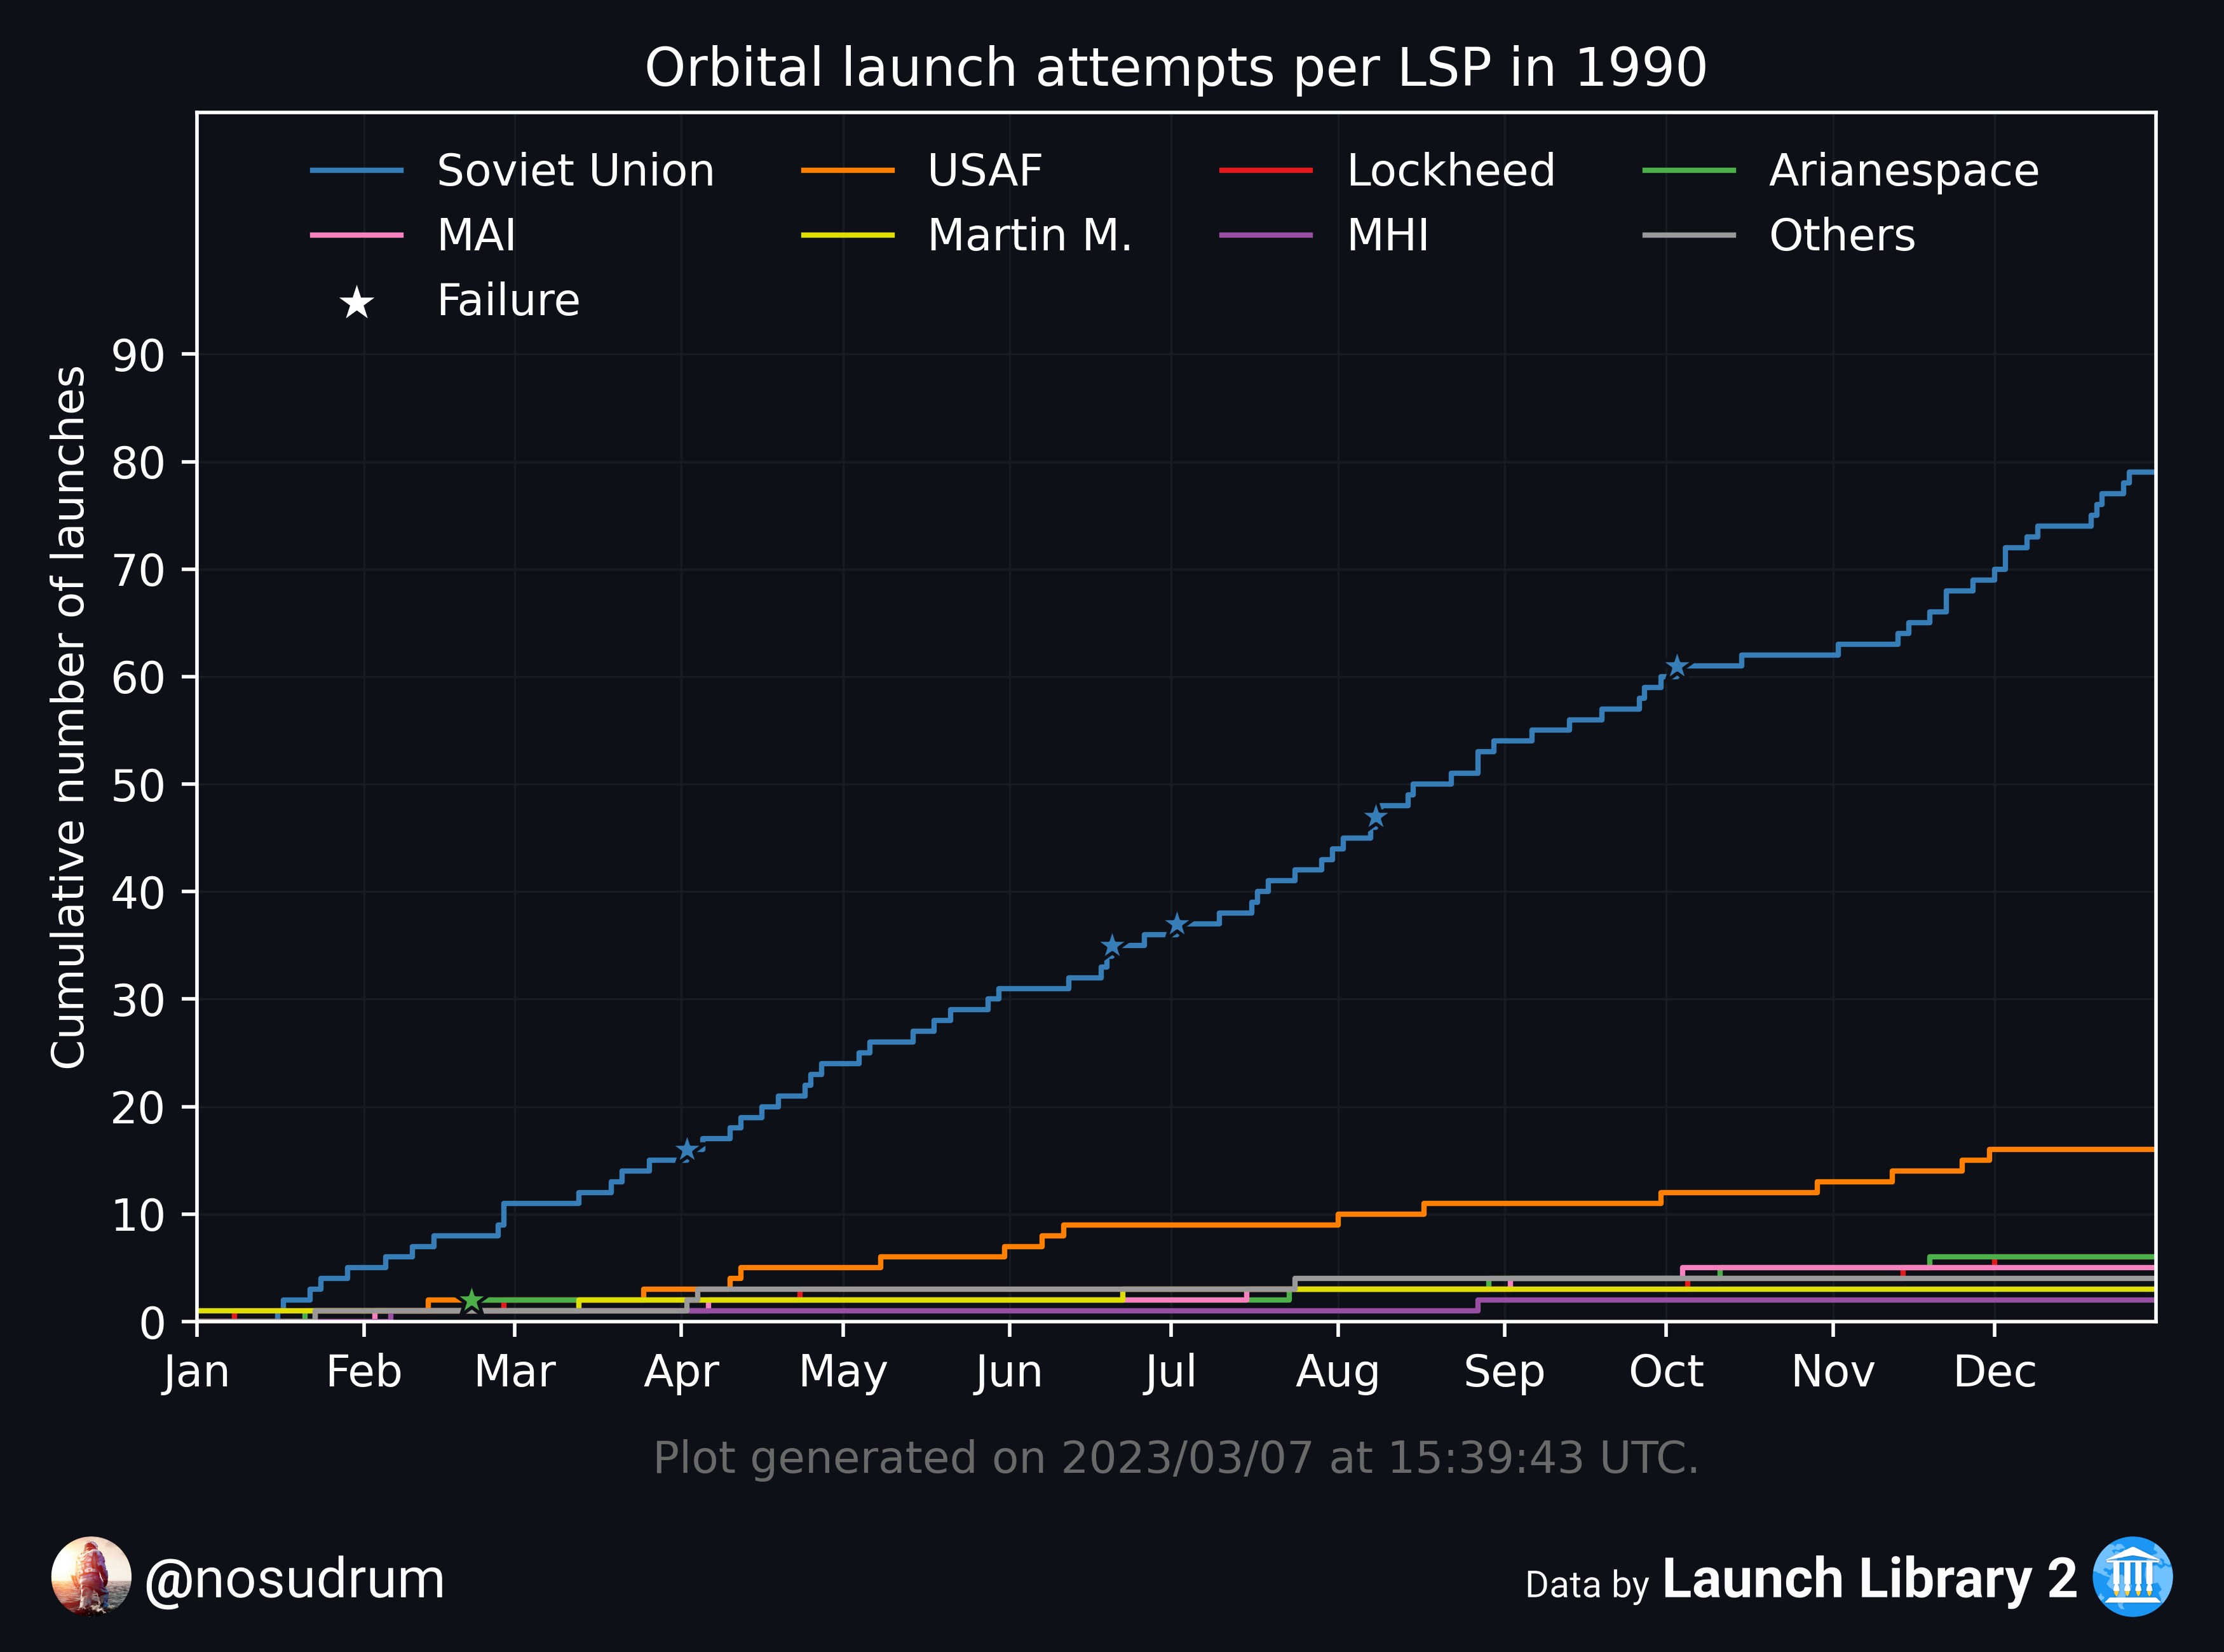 Orbital launch attempts per LSP in 1990
Soviet Union USAF Lockheed Arianespace
MAI Martin M. MHI Others
Failure
Cumulative number of launches
90
80
70
60
50
40
30
20
10
0
Jan Feb Mar Apr May Jun Jul Aug Sep Oct Nov Dec
Plot generated on 2023/03/07 at 15:39:43 UTC.
@nosudrum
Data by Launch Library 2